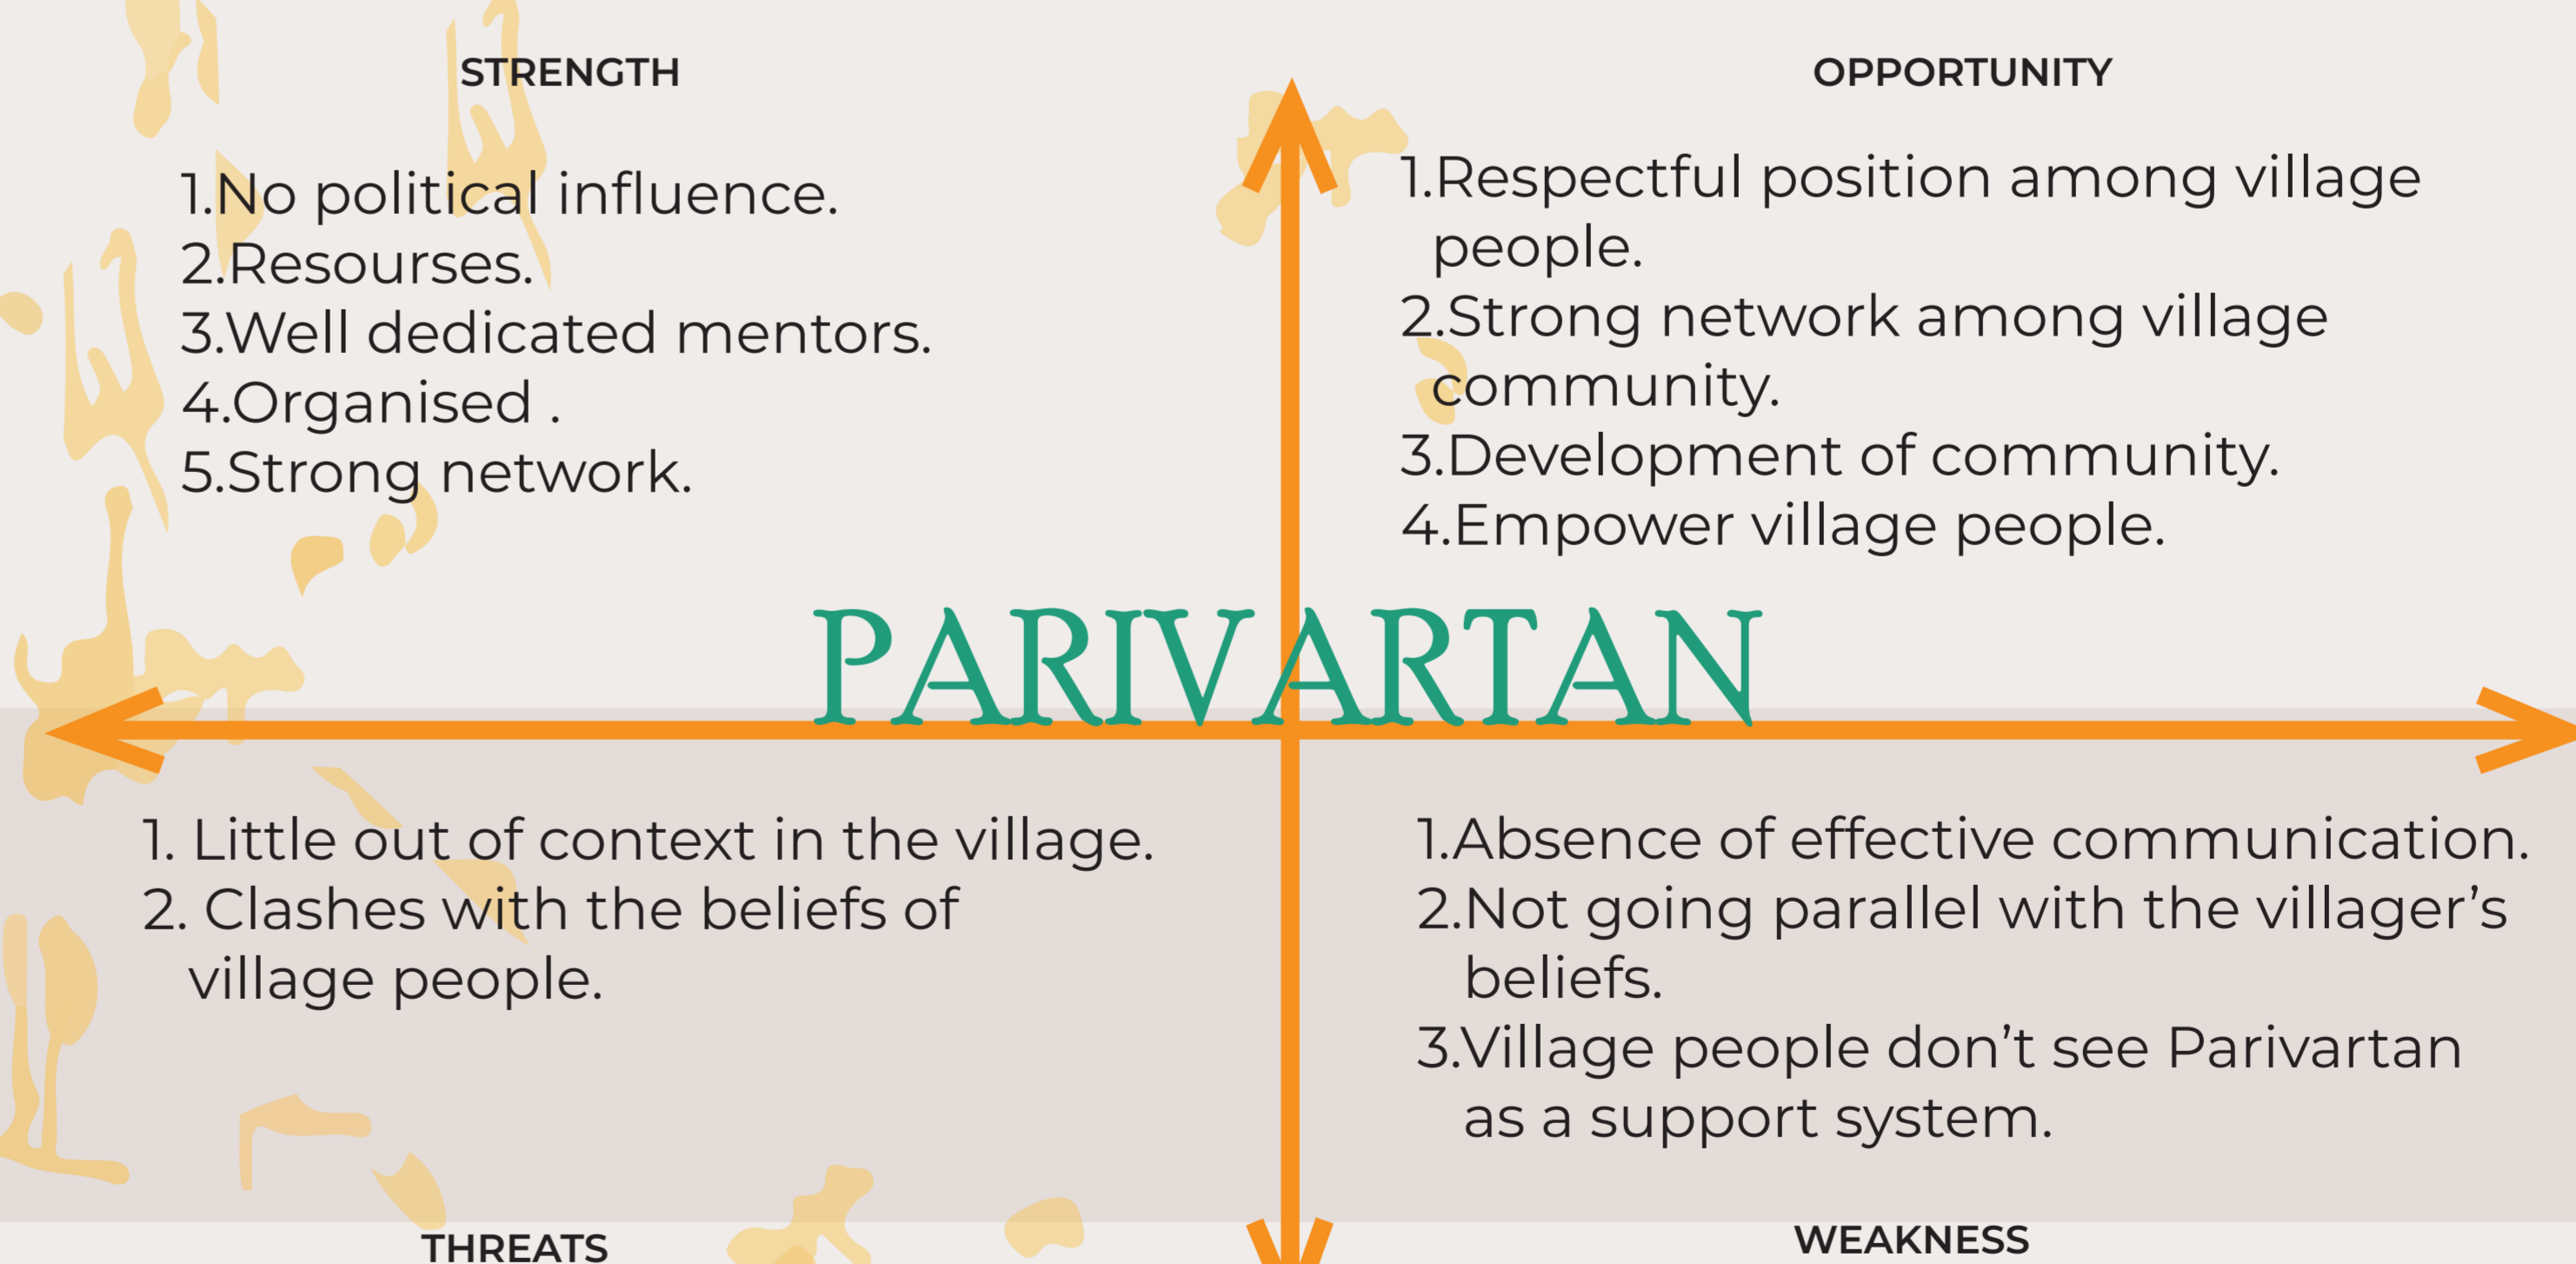 STRENGTH
1.No political influence.
2.Resourses.
3.Well dedicated mentors.
4.Organised .
5.Strong network.
OPPORTUNITY
1.Respectful position among village
people.
2.Strong network among village
community.
3.Development of community.
4.Empower village people.
PARIVARTAN
1. Little out of context in the village.
2. Clashes with the beliefs of
village people.
THREATS
1.Absence of effective communication.
2.Not going parallel with the villager’s
beliefs.
3.Village people don’t see Parivartan
as a support system.
WEAKNESS